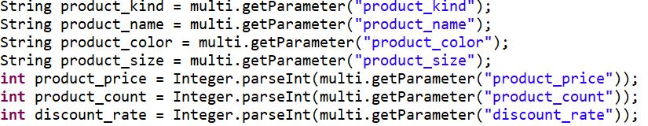 String product_kind = multi.getParameter("product_kind");
String product_name = multi.getParameter("product_name");
String product_color = multi.getParameter("product_color");
String product_size = multi.getParameter("product_size");
int product_price = Integer.parseInt(multi.getParameter("product_price"));
int product_count = Integer.parseInt(multi.getParameter("product_count"));
int discount_rate = Integer.parseInt(multi.getParameter("discount_rate"));